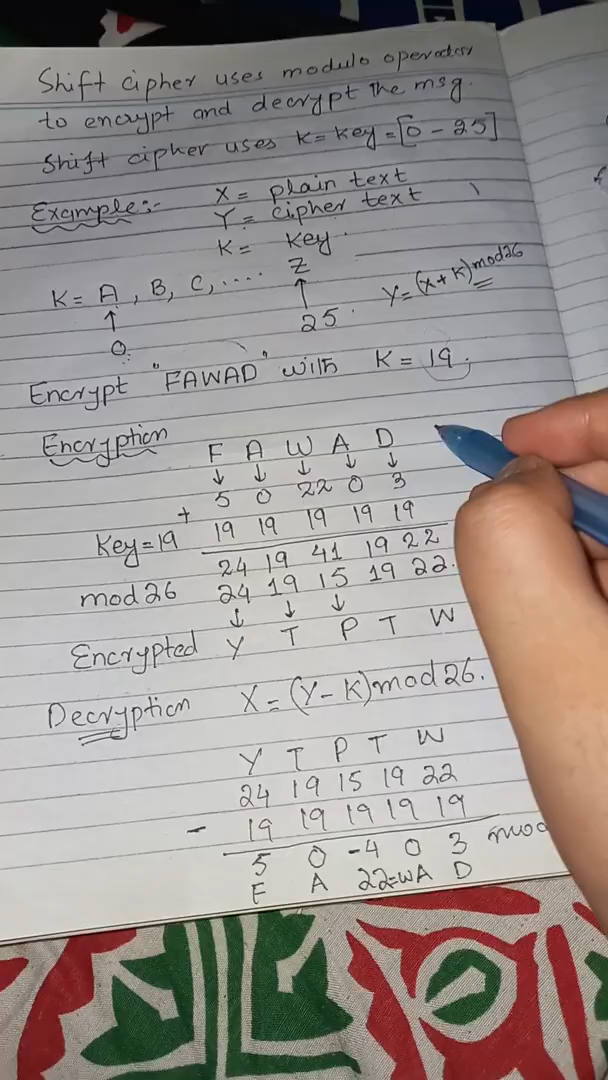 Shift cipher uses modulo operator
to encrypt and decrypt the msg.
Shift cipher uses K = Key = [0 - 25]
Example:-
X = plain text
Y = cipher text
K = Key.
K = A, B, C, .... Z
↑ ↑
0 25.
Y = (X + K) mod 26
Encrypt "FAWAD" with K = 19.
Encryption
F A W A D
↓ ↓ ↓ ↓ ↓
5 0 22 0 3
Key = 19 + 19 19 19 19 19
24 19 41 19 22
mod 26 24 19 15 19 22.
↓ ↓ ↓
Encrypted Y T P T W
Decryption X = (Y - K) mod 26.
Y T P T W
24 19 15 19 22
- 19 19 19 19 19
5 0 -4 0 3
F A 22=W A D